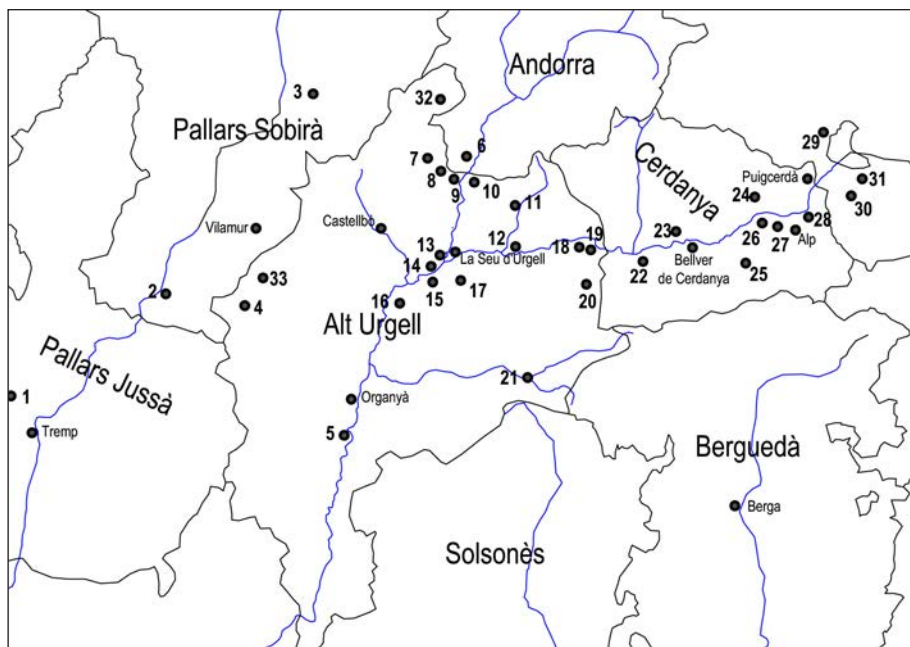 Andorra
3
32
Pallars Sobirà
29
6
7
Cerdanya
8
Puigcerdà
31
9
10
24
30
11
28
Vilamur
Castellbò
23
26
27
Alp
12
18
19
13
La Seu d'Urgell
Bellver
de Cerdanya
14
22
25
33
15
17
20
2
4
16
Alt Urgell
Pallars Jussà
21
1
Organyà
Tremp
5
Berguedà
Berga
Solsonès